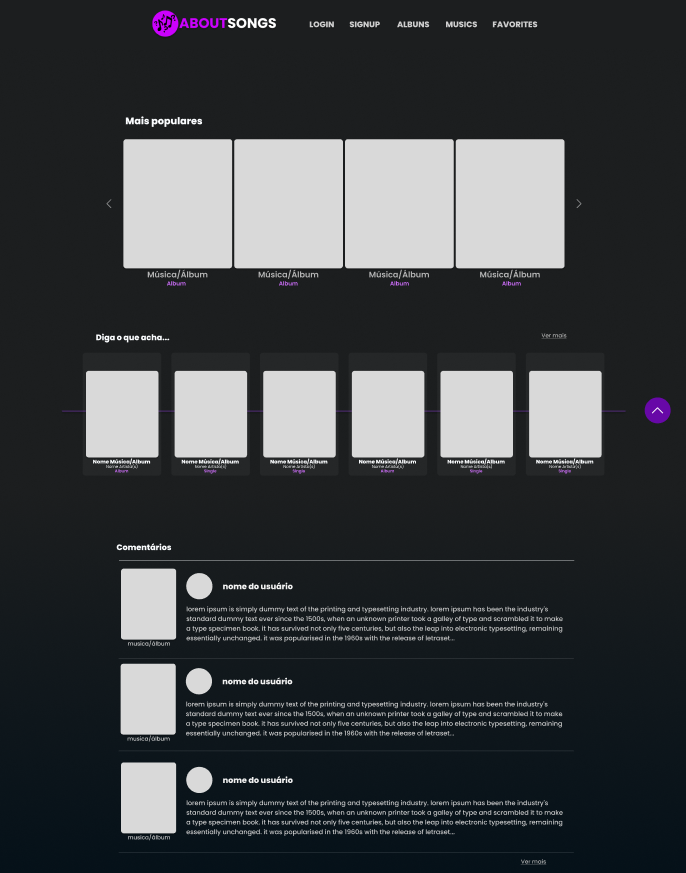 ABOUTSONGS LOGIN SIGNUP ALBUNS MUSICS FAVORITES
Mais populares
Música/Álbum Música/Álbum Música/Álbum Música/Álbum
Album Album Album Album
Diga o que acha... Ver mais
Nome Música/Album Nome Música/Album Nome Música/Album Nome Música/Album Nome Música/Album Nome Música/Album
Nome Artista(s) Nome Artista(s) Nome Artista(s) Nome Artista(s) Nome Artista(s) Nome Artista(s)
Album Single Single Album Single Single
Comentários
nome do usuário
lorem ipsum is simply dummy text of the printing and typesetting industry. lorem ipsum has been the industry's
standard dummy text ever since the 1500s, when an unknown printer took a galley of type and scrambled it to make
a type specimen book. it has survived not only five centuries, but also the leap into electronic typesetting, remaining
essentially unchanged. it was popularised in the 1960s with the release of letraset...
musica/álbum
nome do usuário
lorem ipsum is simply dummy text of the printing and typesetting industry. lorem ipsum has been the industry's
standard dummy text ever since the 1500s, when an unknown printer took a galley of type and scrambled it to make
a type specimen book. it has survived not only five centuries, but also the leap into electronic typesetting, remaining
essentially unchanged. it was popularised in the 1960s with the release of letraset...
musica/álbum
nome do usuário
lorem ipsum is simply dummy text of the printing and typesetting industry. lorem ipsum has been the industry's
standard dummy text ever since the 1500s, when an unknown printer took a galley of type and scrambled it to make
a type specimen book. it has survived not only five centuries, but also the leap into electronic typesetting, remaining
essentially unchanged. it was popularised in the 1960s with the release of letraset...
musica/álbum
Ver mais